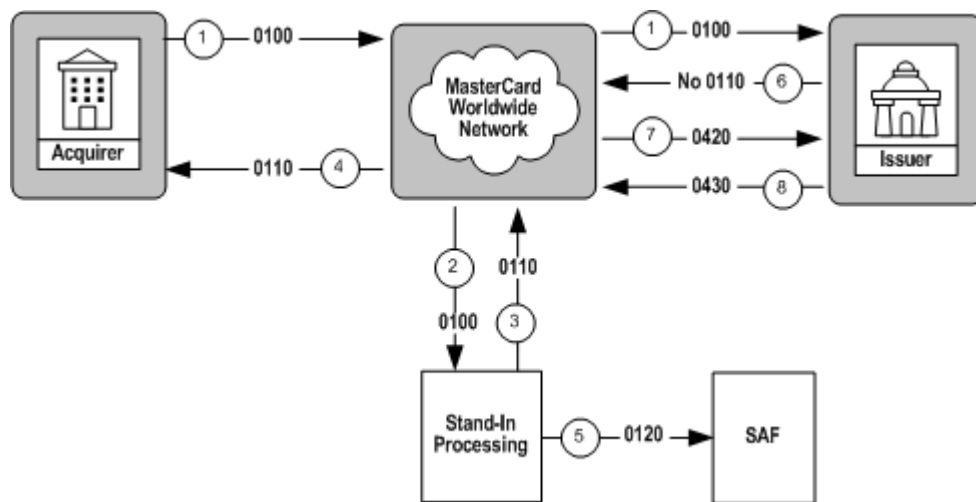 1
0100
1
0100
MasterCard
Worldwide
Network
No 0110
6
7
0420
Acquirer
Issuer
0110
4
0430
8
2
0110
0100
3
Stand-In
Processing
5
0120
SAF